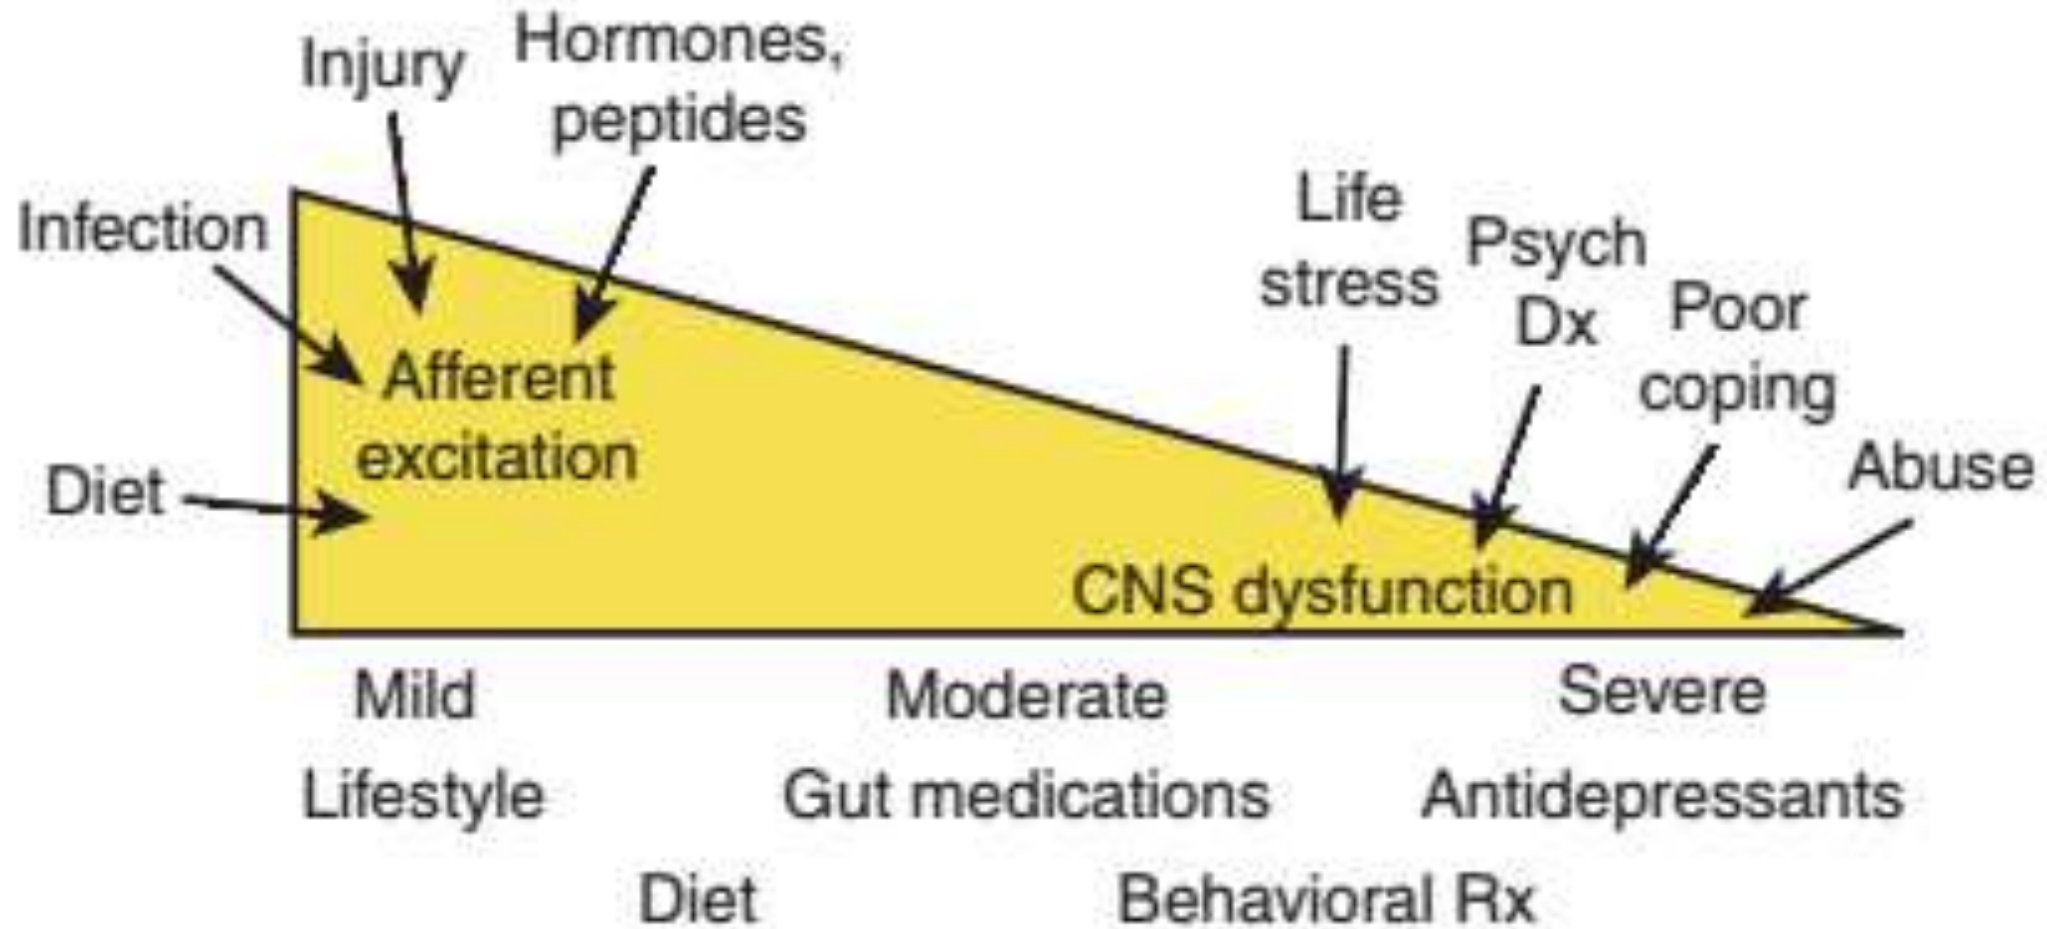 Injury
Hormones,
peptides
Infection
Afferent
excitation
Diet
Life
stress
Psych
Dx
Poor
coping
Abuse
CNS dysfunction
Mild Moderate Severe
Lifestyle Gut medications Antidepressants
Diet Behavioral Rx